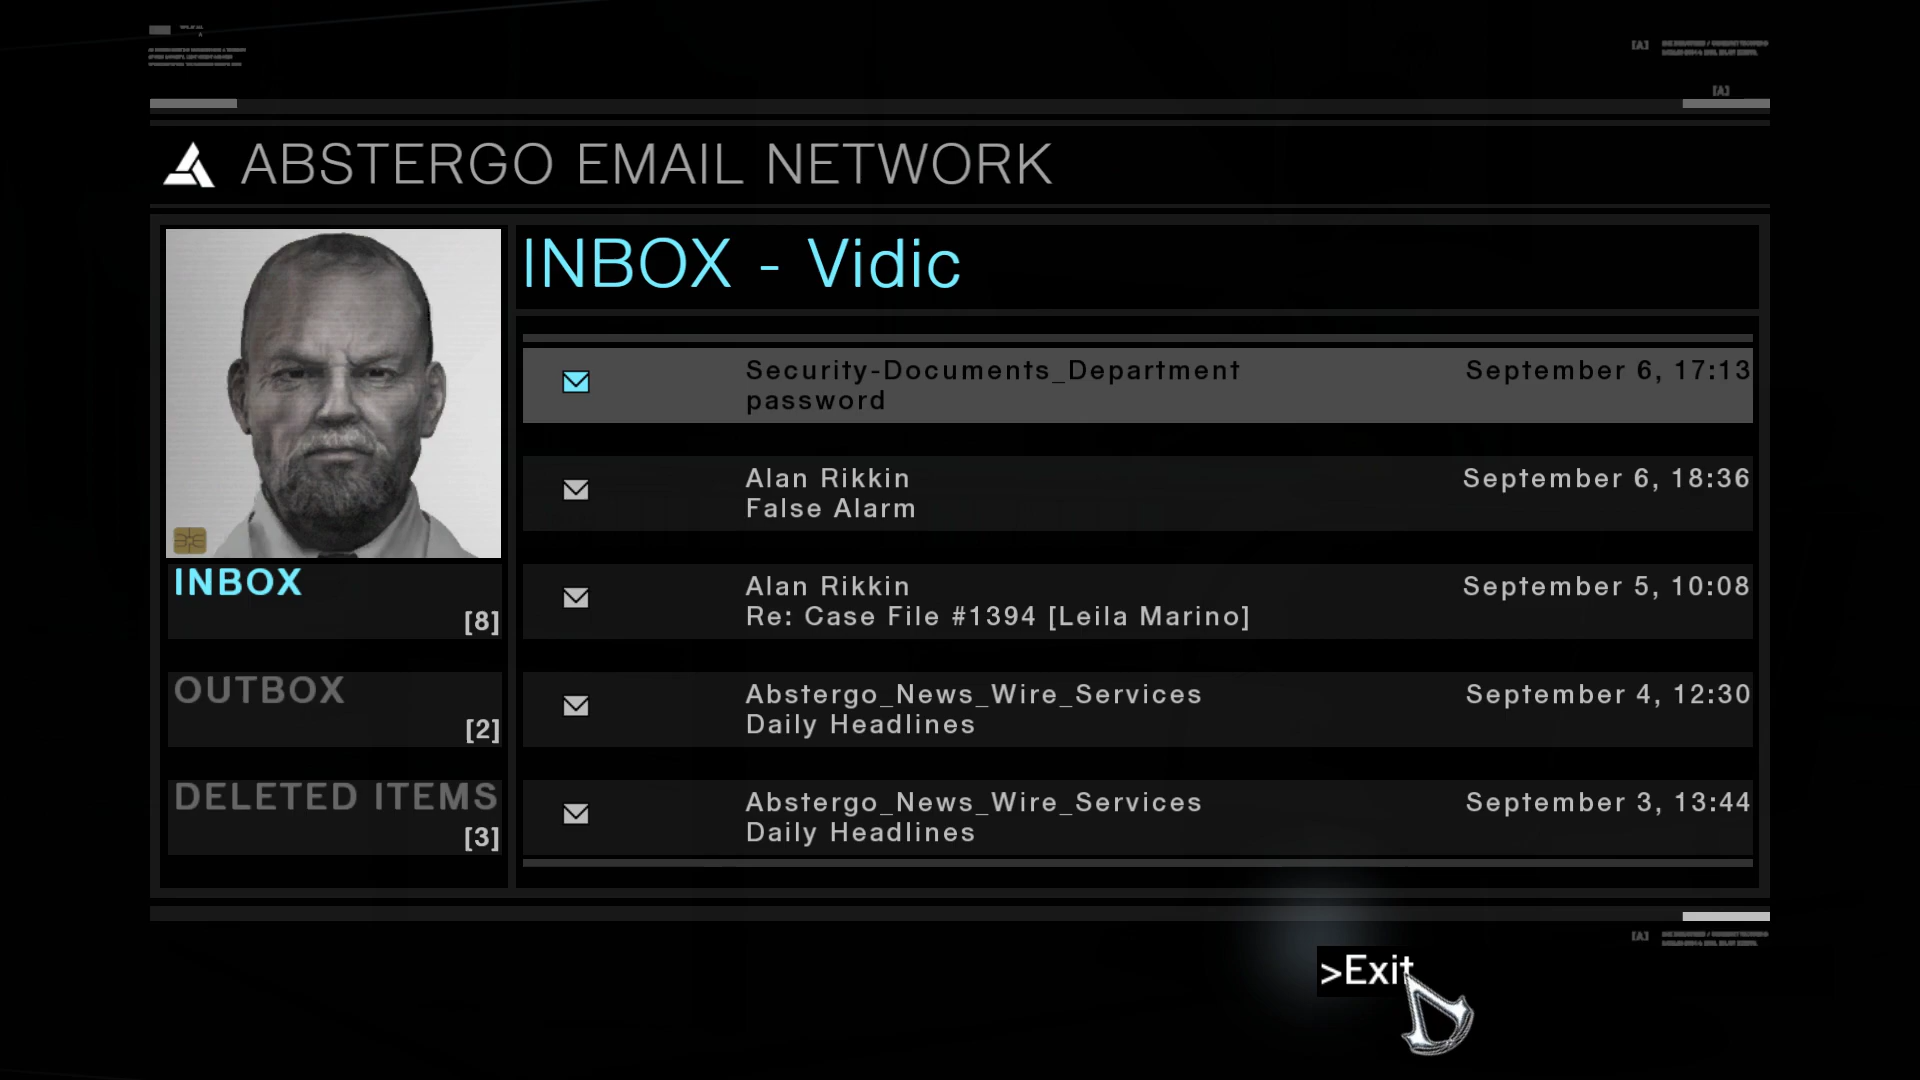 [A]
[A]
ABSTERGO EMAIL NETWORK
INBOX - Vidic
Security-Documents_Department September 6, 17:13
password
Alan Rikkin September 6, 18:36
False Alarm
Alan Rikkin September 5, 10:08
Re: Case File #1394 [Leila Marino]
Abstergo_News_Wire_Services September 4, 12:30
Daily Headlines
Abstergo_News_Wire_Services September 3, 13:44
Daily Headlines
INBOX
[8]
OUTBOX
[2]
DELETED ITEMS
[3]
[A]
>Exit